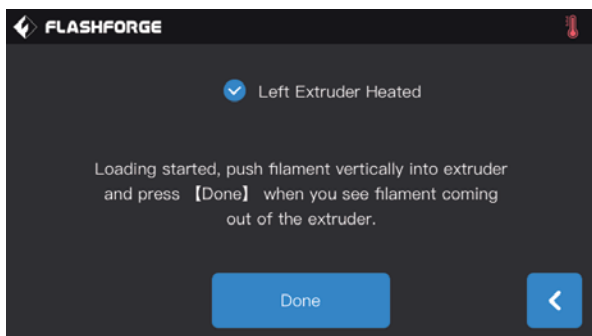 FLASHFORGE
Left Extruder Heated
Loading started, push filament vertically into extruder
and press 【Done】 when you see filament coming
out of the extruder.
Done